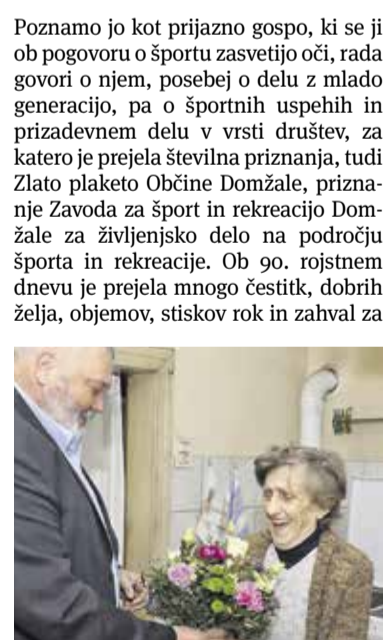 Poznamo jo kot prijazno gospo, ki se ji
ob pogovoru o športu zasvetijo oči, rada
govori o njem, posebej o delu z mlado
generacijo, pa o športnih uspehih in
prizadevnem delu v vrsti društev, za
katero je prejela številna priznanja, tudi
Zlato plaketo Občine Domžale, prizna-
nje Zavoda za šport in rekreacijo Dom-
žale za življenjsko delo na področju
športa in rekreacije. Ob 90. rojstnem
dnevu je prejela mnogo čestitk, dobrih
želja, objemov, stiskov rok in zahval za